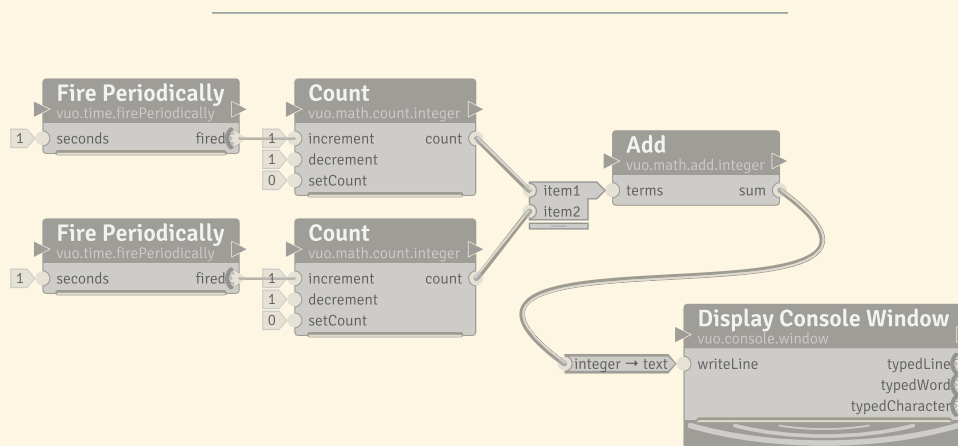 Fire Periodically
vuo.time.firePeriodically
1 seconds fired
Count
vuo.math.count.integer
1 increment count
1 decrement
0 setCount
Add
vuo.math.add.integer
item1 terms sum
item2
Fire Periodically
vuo.time.firePeriodically
1 seconds fired
Count
vuo.math.count.integer
1 increment count
1 decrement
0 setCount
Display Console Window
vuo.console.window
integer → text writeLine typedLine
typedWord
typedCharacter